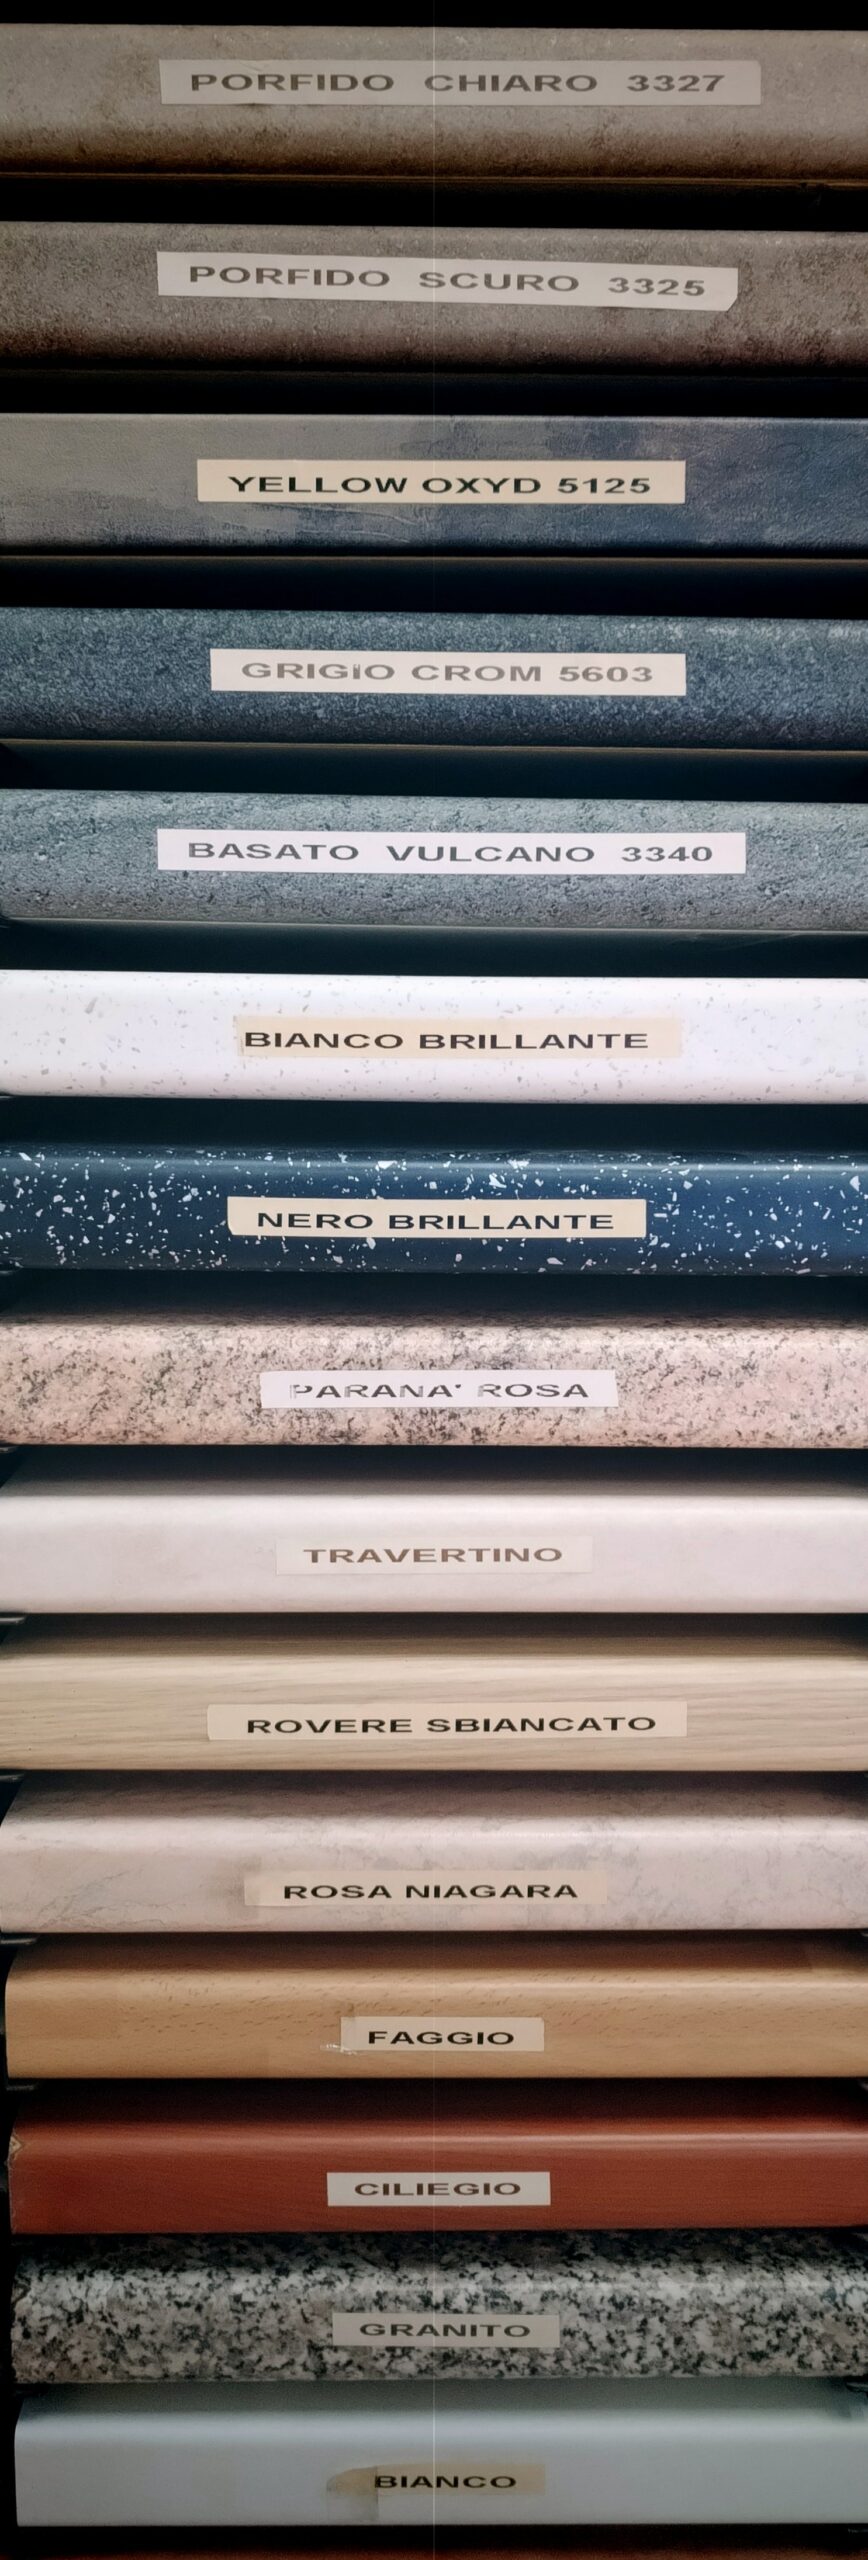 PORFIDO CHIARO 3327
PORFIDO SCURO 3325
YELLOW OXYD 5125
GRIGIO CROM 5603
BASATO VULCANO 3340
BIANCO BRILLANTE
NERO BRILLANTE
PARANA' ROSA
TRAVERTINO
ROVERE SBIANCATO
ROSA NIAGARA
FAGGIO
CILIEGIO
GRANITO
BIANCO